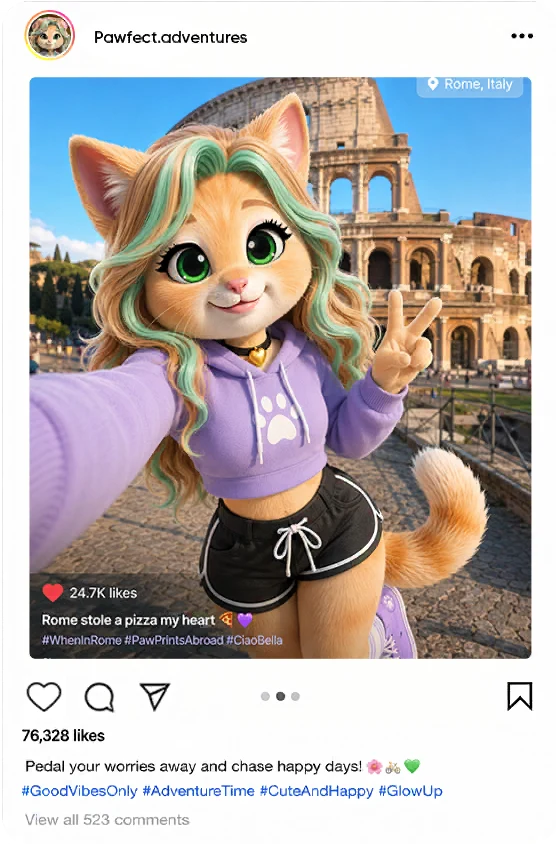 Pawfect.adventures
Rome, Italy
24.7K likes
Rome stole a pizza my heart 🍕💜
#WhenInRome #PawPrintsAbroad #CiaoBella
76,328 likes
Pedal your worries away and chase happy days! 🌸🚲💚
#GoodVibesOnly #AdventureTime #CuteAndHappy #GlowUp
View all 523 comments